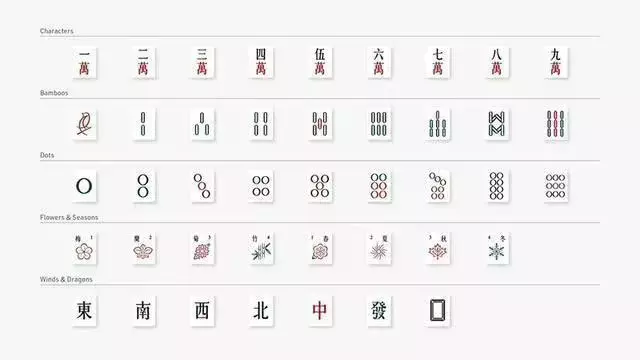 Characters
一 二 三 四 伍 六 七 八 九
萬 萬 萬 萬 萬 萬 萬 萬 萬
Bamboos
Dots
Flowers & Seasons
梅 1 蘭 2 菊 3 竹 4 1 春 2 夏 3 秋 4 冬
Winds & Dragons
東 南 西 北 中 發